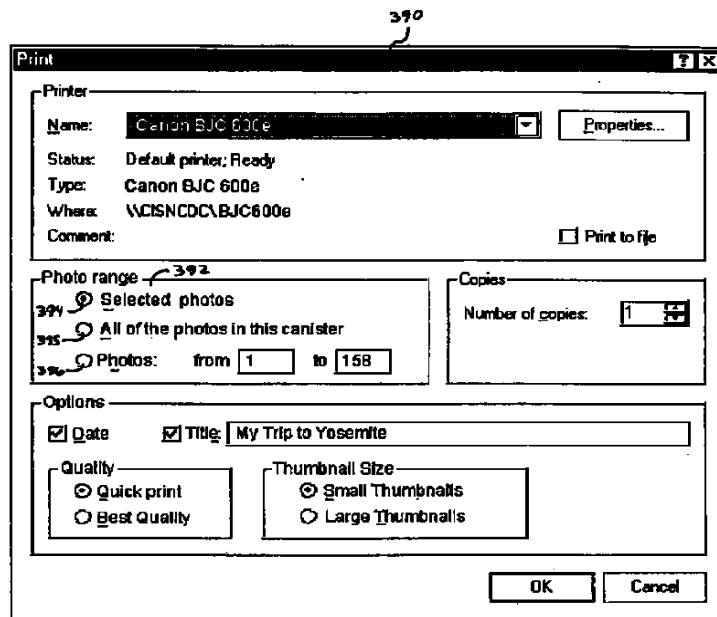 390
Print
Printer
Name: Canon BJC 600e Properties...
Status: Default printer; Ready
Type: Canon BJC 600e
Where: \\CISNCDC\BJC600e
Comment: Print to file
Photo range 392 Copies
394 Selected photos Number of copies: 1
395 All of the photos in this canister
396 Photos: from 1 to 158
Options
Date Title: My Trip to Yosemite
Quality Thumbnail Size
Quick print Small Thumbnails
Best Quality Large Thumbnails
OK Cancel